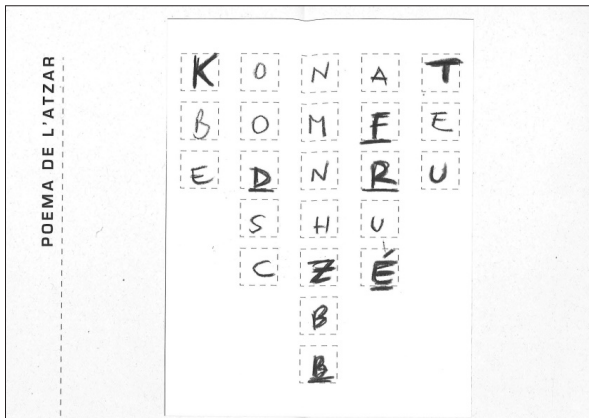 POEMA DE L'ATZAR
K O N A T
B O M F E
E D N R U
S H U
C Z É
B
B